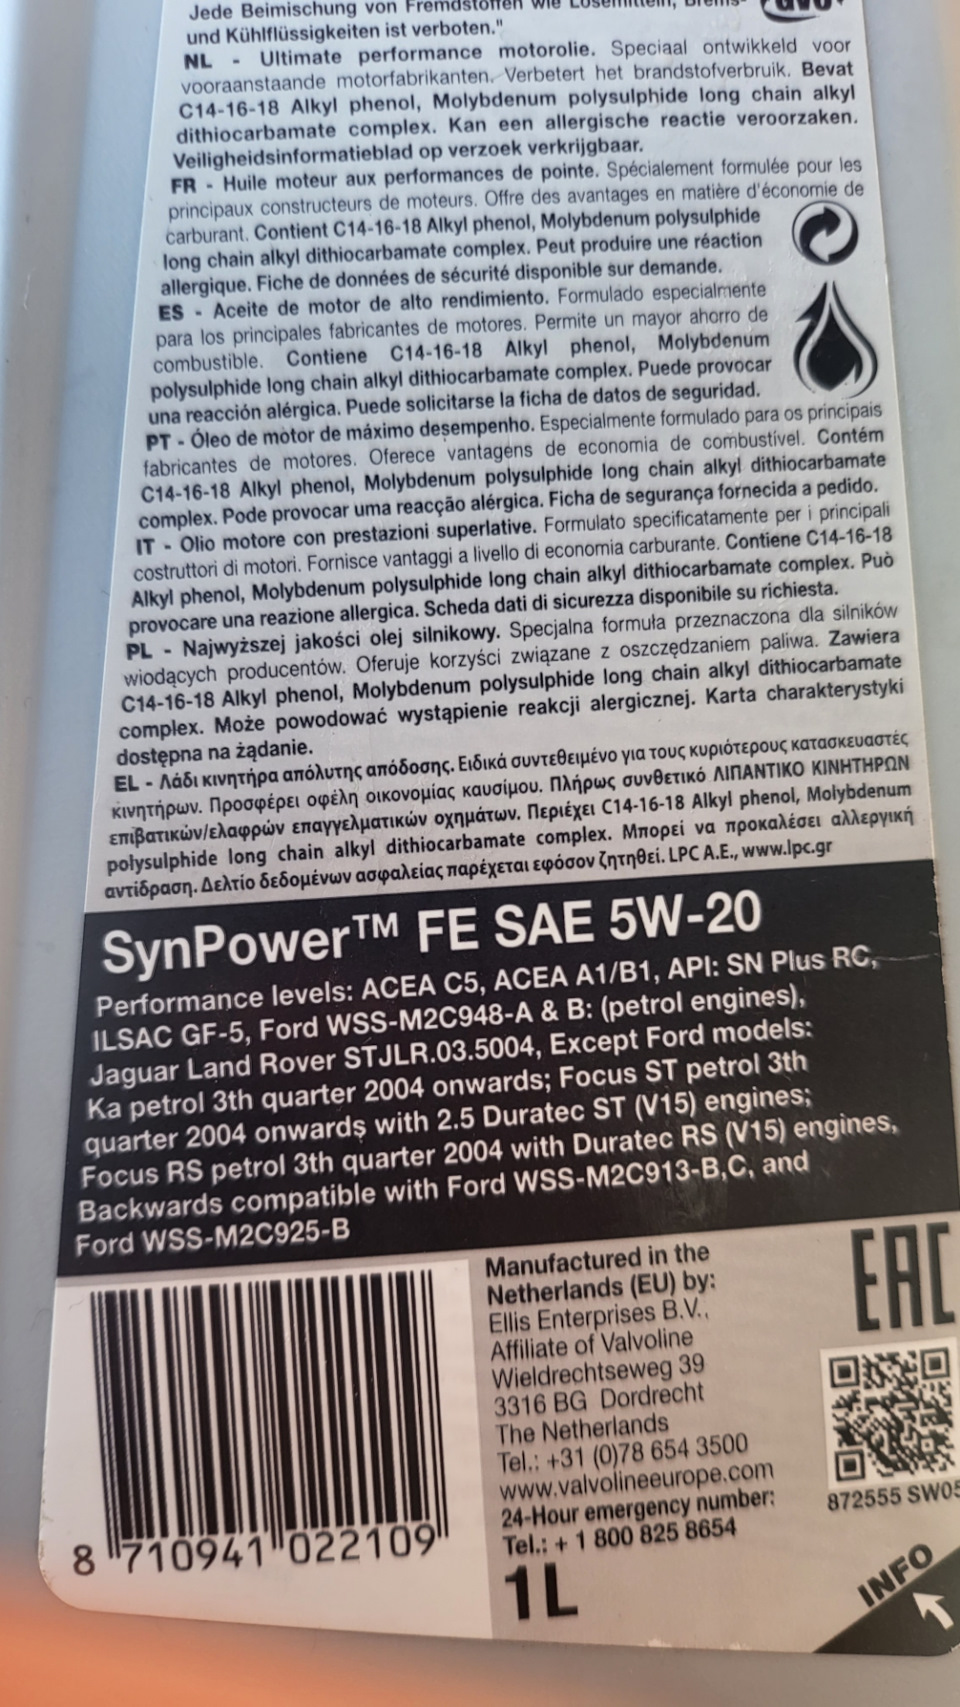 Jede Beimischung von Fremdstoffen wie Lösemitteln, Brems-
und Kühlflüssigkeiten ist verboten."
NL - Ultimate performance motorolie. Speciaal ontwikkeld voor
vooraanstaande motorfabrikanten. Verbetert het brandstofverbruik. Bevat
C14-16-18 Alkyl phenol, Molybdenum polysulphide long chain alkyl
dithiocarbamate complex. Kan een allergische reactie veroorzaken.
Veiligheidsinformatieblad op verzoek verkrijgbaar.
FR - Huile moteur aux performances de pointe. Spécialement formulée pour les
principaux constructeurs de moteurs. Offre des avantages en matière d'économie de
carburant. Contient C14-16-18 Alkyl phenol, Molybdenum polysulphide
long chain alkyl dithiocarbamate complex. Peut produire une réaction
allergique. Fiche de données de sécurité disponible sur demande.
ES - Aceite de motor de alto rendimiento. Formulado especialmente
para los principales fabricantes de motores. Permite un mayor ahorro de
combustible. Contiene C14-16-18 Alkyl phenol, Molybdenum
polysulphide long chain alkyl dithiocarbamate complex. Puede provocar
una reacción alérgica. Puede solicitarse la ficha de datos de seguridad.
PT - Óleo de motor de máximo desempenho. Especialmente formulado para os principais
fabricantes de motores. Oferece vantagens de economia de combustível. Contém
C14-16-18 Alkyl phenol, Molybdenum polysulphide long chain alkyl dithiocarbamate
complex. Pode provocar uma reacção alérgica. Ficha de segurança fornecida a pedido.
IT - Olio motore con prestazioni superlative. Formulato specificatamente per i principali
costruttori di motori. Fornisce vantaggi a livello di economia carburante. Contiene C14-16-18
Alkyl phenol, Molybdenum polysulphide long chain alkyl dithiocarbamate complex. Può
provocare una reazione allergica. Scheda dati di sicurezza disponibile su richiesta.
PL - Najwyższej jakości olej silnikowy. Specjalna formuła przeznaczona dla silników
wiodących producentów. Oferuje korzyści związane z oszczędzaniem paliwa. Zawiera
C14-16-18 Alkyl phenol, Molybdenum polysulphide long chain alkyl dithiocarbamate
complex. Może powodować wystąpienie reakcji alergicznej. Karta charakterystyki
dostępna na żądanie.
EL - Λάδι κινητήρα απόλυτης απόδοσης. Ειδικά συντεθειμένο για τους κυριότερους κατασκευαστές
κινητήρων. Προσφέρει οφέλη οικονομίας καυσίμου. Πλήρως συνθετικό ΛΙΠΑΝΤΙΚΟ ΚΙΝΗΤΗΡΩΝ
επιβατικών/ελαφρών επαγγελματικών οχημάτων. Περιέχει C14-16-18 Alkyl phenol, Molybdenum
polysulphide long chain alkyl dithiocarbamate complex. Μπορεί να προκαλέσει αλλεργική
αντίδραση. Δελτίο δεδομένων ασφαλείας παρέχεται εφόσον ζητηθεί. LPC A.E., www.lpc.gr
SynPower™ FE SAE 5W-20
Performance levels: ACEA C5, ACEA A1/B1, API: SN Plus RC,
ILSAC GF-5, Ford WSS-M2C948-A & B: (petrol engines),
Jaguar Land Rover STJLR.03.5004, Except Ford models:
Ka petrol 3th quarter 2004 onwards; Focus ST petrol 3th
quarter 2004 onwards with 2.5 Duratec ST (V15) engines;
Focus RS petrol 3th quarter 2004 with Duratec RS (V15) engines,
Backwards compatible with Ford WSS-M2C913-B,C, and
Ford WSS-M2C925-B
Manufactured in the
Netherlands (EU) by:
Ellis Enterprises B.V.,
Affiliate of Valvoline
Wieldrechtseweg 39
3316 BG Dordrecht
The Netherlands
Tel.: +31 (0)78 654 3500
www.valvolineeurope.com
24-Hour emergency number:
Tel.: + 1 800 825 8654
1L
EAC
872555 SW05
INFO
8 710941 022109